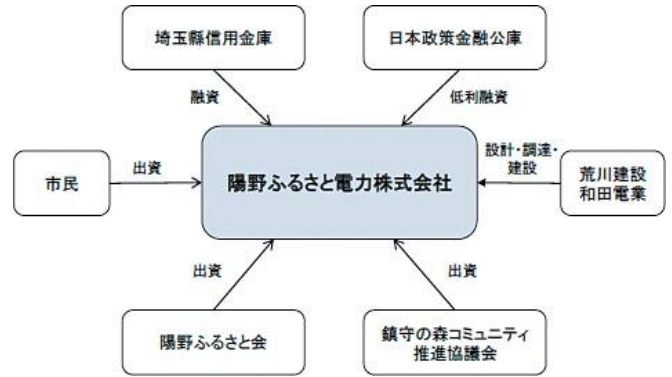 埼玉縣信用金庫
日本政策金融公庫
融資
低利融資
市民
出資
陽野ふるさと電力株式会社
設計・調達・
建設
荒川建設
和田電業
出資
出資
陽野ふるさと会
鎮守の森コミュニティ
推進協議会